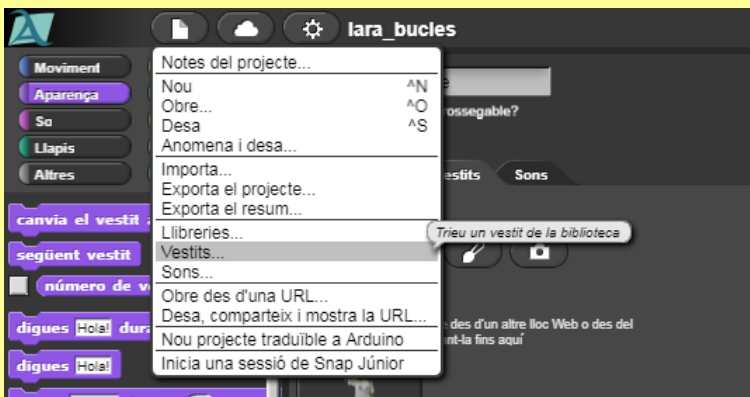 lara_bucles
Moviment
Aparença
So
Llapis
Altres
Notes del projecte...
Nou ^N
Obre... ^O
Desa ^S
Anomena i desa...
Importa...
Exporta el projecte...
Exporta el resum...
Llibreries...
Vestits...
Sons...
Obre des d'una URL...
Desa, comparteix i mostra la URL...
Nou projecte traduïble a Arduino
Inicia una sessió de Snap Júnior
rossegable?
estits
Sons
Trieu un vestit de la biblioteca
des d'un altre lloc Web o des del
nt-la fins aquí
canvia el vestit
següent vestit
número de v
digues Hola! dura
digues Hola!